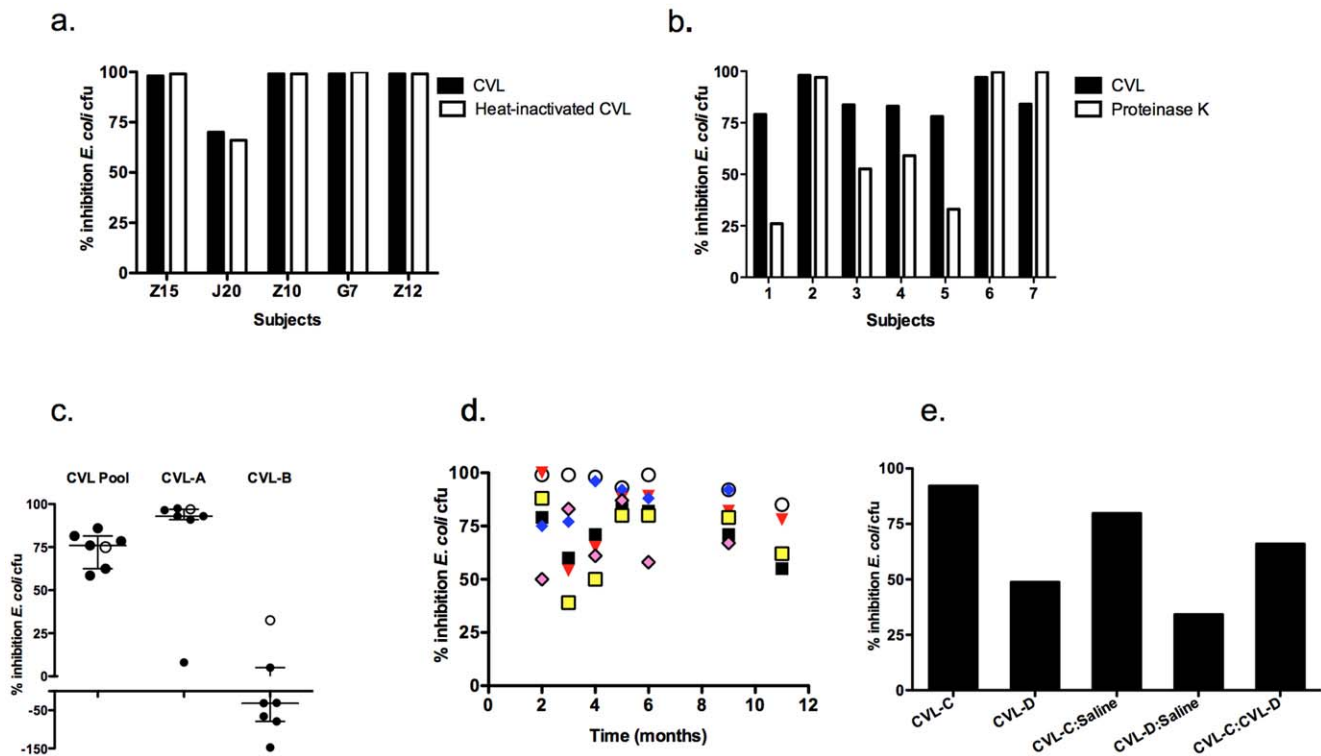 a.
% inhibition E. coli cfu
100
75
50
25
0
Z15 J20 Z10 G7 Z12
Subjects
CVL
Heat-inactivated CVL
b.
% inhibition E. coli cfu
100
75
50
25
0
1 2 3 4 5 6 7
Subjects
CVL
Proteinase K
c.
CVL Pool CVL-A CVL-B
% inhibition E. coli cfu
100
75
50
25
0
-50
-150
d.
% inhibition E. coli cfu
100
75
50
25
0
0 2 4 6 8 10 12
Time (months)
e.
% inhibition E. coli cfu
100
75
50
25
0
CVL-C
CVL-D
CVL-C:Saline
CVL-D:Saline
CVL-C:CVL-D